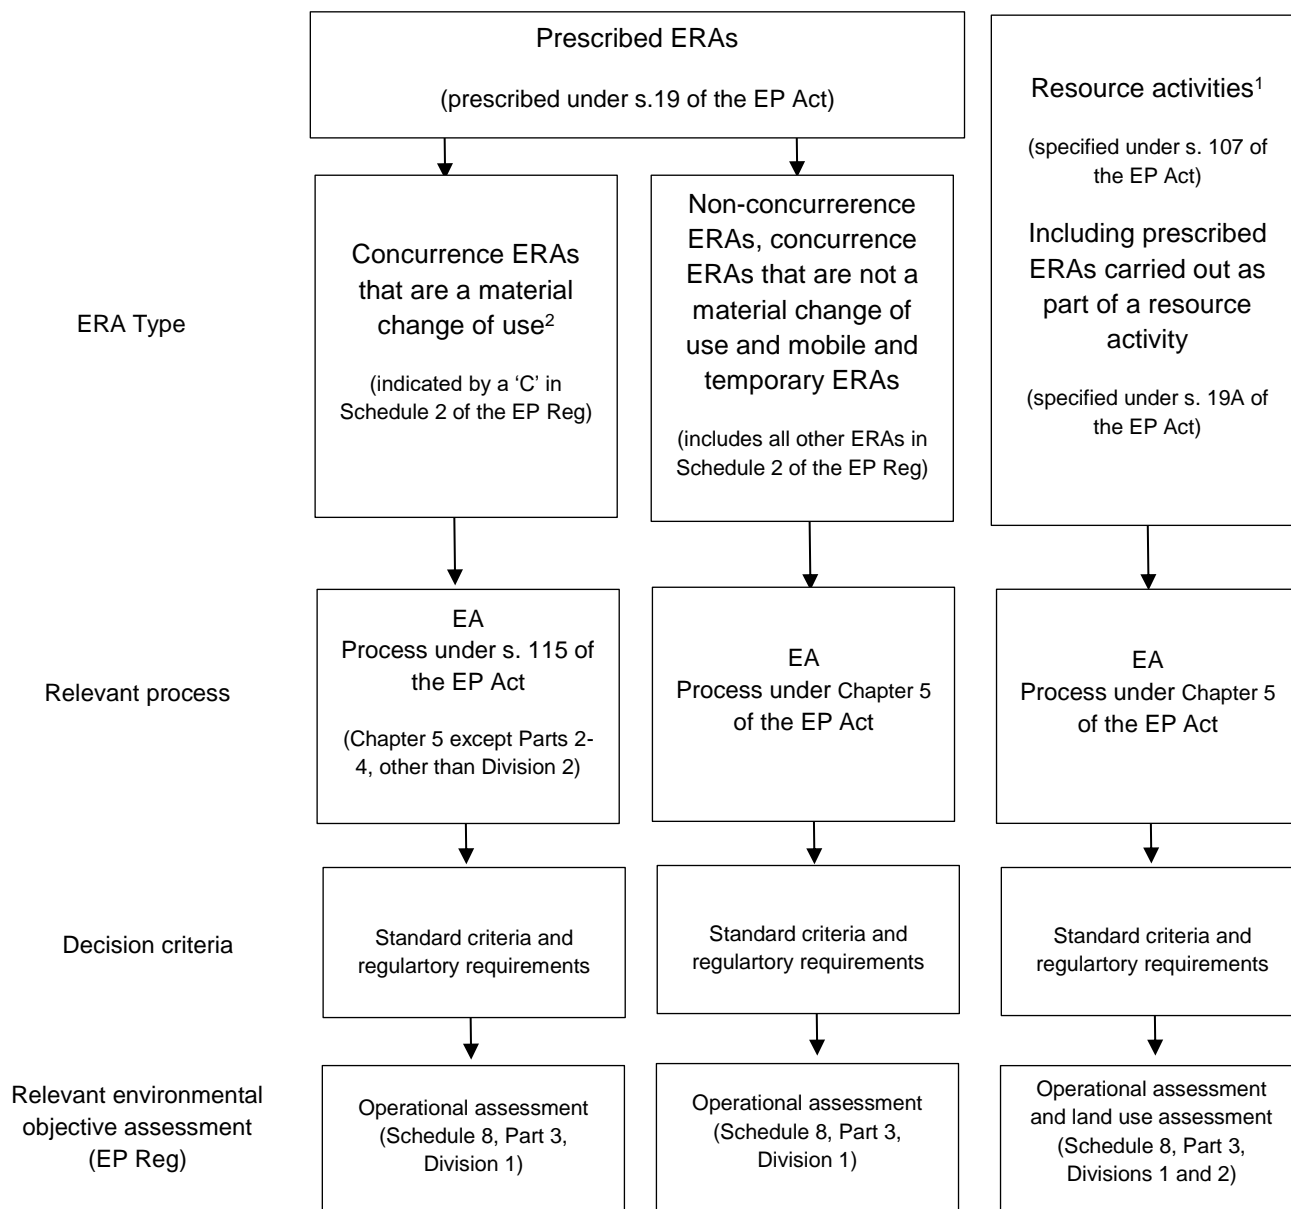 Prescribed ERAs
(prescribed under s.19 of the EP Act)
Resource activities¹
(specified under s. 107 of
the EP Act)
Including prescribed
ERAs carried out as
part of a resource
activity
(specified under s. 19A of
the EP Act)
ERA Type
Concurrence ERAs
that are a material
change of use²
(indicated by a ‘C’ in
Schedule 2 of the EP Reg)
Non-concurrerence
ERAs, concurrence
ERAs that are not a
material change of
use and mobile and
temporary ERAs
(includes all other ERAs in
Schedule 2 of the EP Reg)
Relevant process
EA
Process under s. 115 of
the EP Act
(Chapter 5 except Parts 2-
4, other than Division 2)
EA
Process under Chapter 5
of the EP Act
EA
Process under Chapter 5
of the EP Act
Decision criteria
Standard criteria and
regulartory requirements
Standard criteria and
regulartory requirements
Standard criteria and
regulartory requirements
Relevant environmental
objective assessment
(EP Reg)
Operational assessment
(Schedule 8, Part 3,
Division 1)
Operational assessment
(Schedule 8, Part 3,
Division 1)
Operational assessment
and land use assessment
(Schedule 8, Part 3,
Divisions 1 and 2)